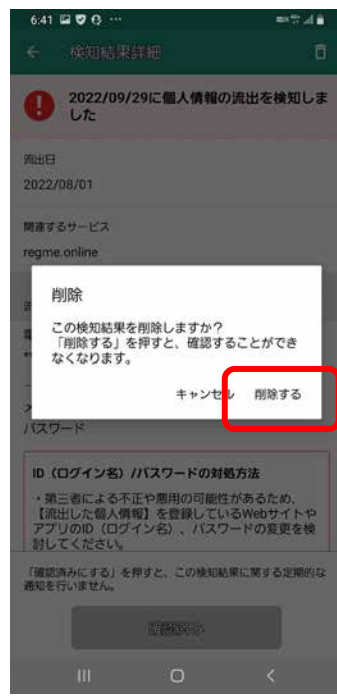 6:41
検知結果詳細
2022/09/29に個人情報の流出を検知しま
した
流出日
2022/08/01
関連するサービス
regme.online
削除
この検知結果を削除しますか？
「削除する」を押すと、確認することができ
なくなります。
キャンセル 削除する
パスワード
ID（ログイン名）/パスワードの対処方法
・第三者による不正や悪用の可能性があるため、
【流出した個人情報】を登録しているWebサイトや
アプリのID（ログイン名）、パスワードの変更を検
討してください。
「確認済みにする」を押すと、この検知結果に関する定期的な
通知を行いません。